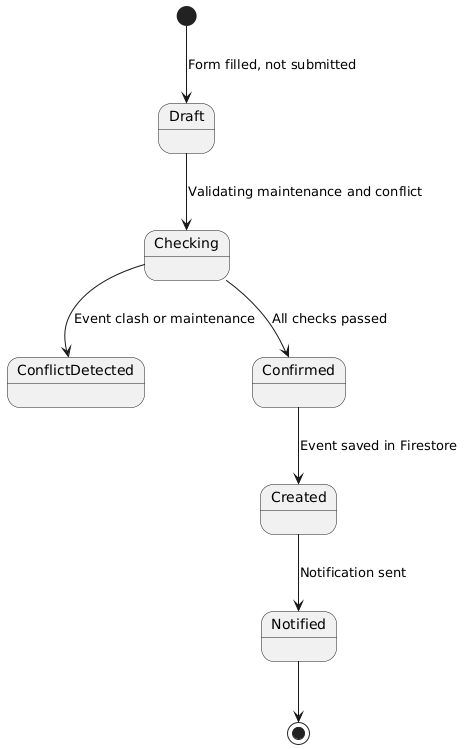 Form filled, not submitted
Draft
Validating maintenance and conflict
Checking
Event clash or maintenance
All checks passed
ConflictDetected
Confirmed
Event saved in Firestore
Created
Notification sent
Notified